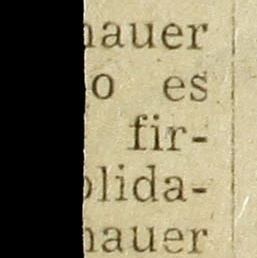 nauer
o es
fir-
olida-
nauer